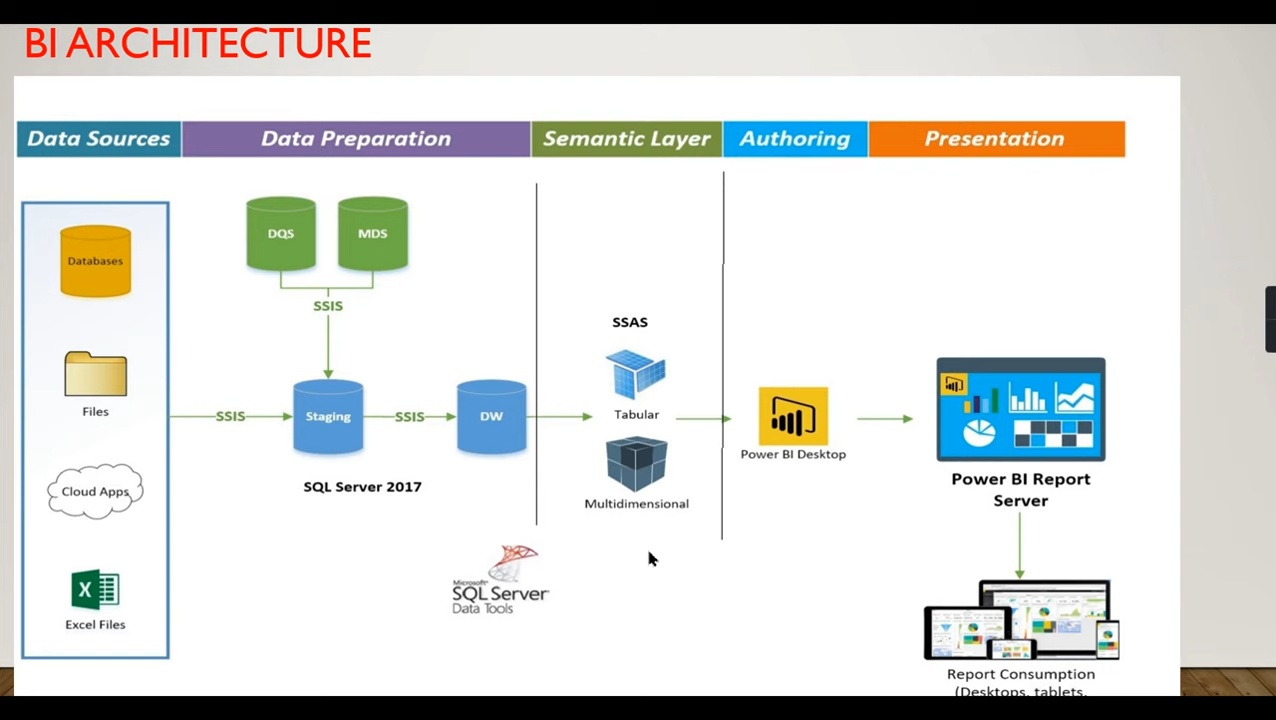 BI ARCHITECTURE
Data Sources
Data Preparation
Semantic Layer
Authoring
Presentation
Databases
Files
Cloud Apps
Excel Files
DQS
MDS
SSIS
SSIS
Staging
SSIS
DW
SQL Server 2017
Microsoft®
SQL Server
Data Tools
SSAS
Tabular
Multidimensional
Power BI Desktop
Power BI Report
Server
Report Consumption
(Desktops, tablets,